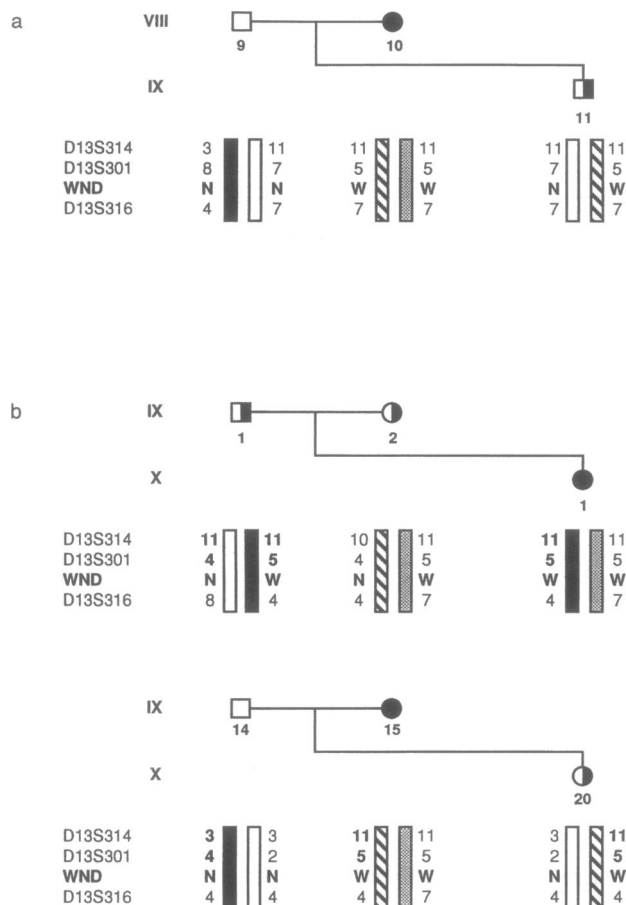 a VIII
9 10
IX
11
D13S314 3 11 11 11 11 11
D13S301 8 7 5 5 7 5
WND N N W W N W
D13S316 4 7 7 7 7 7
b IX
1 2
X
1
D13S314 11 11 10 11 11 11
D13S301 4 5 4 5 5 5
WND N W N W W W
D13S316 8 4 4 7 4 7
IX
14 15
X
20
D13S314 3 3 11 11 3 11
D13S301 4 2 5 5 2 5
WND N N W W N W
D13S316 4 4 4 7 4 4